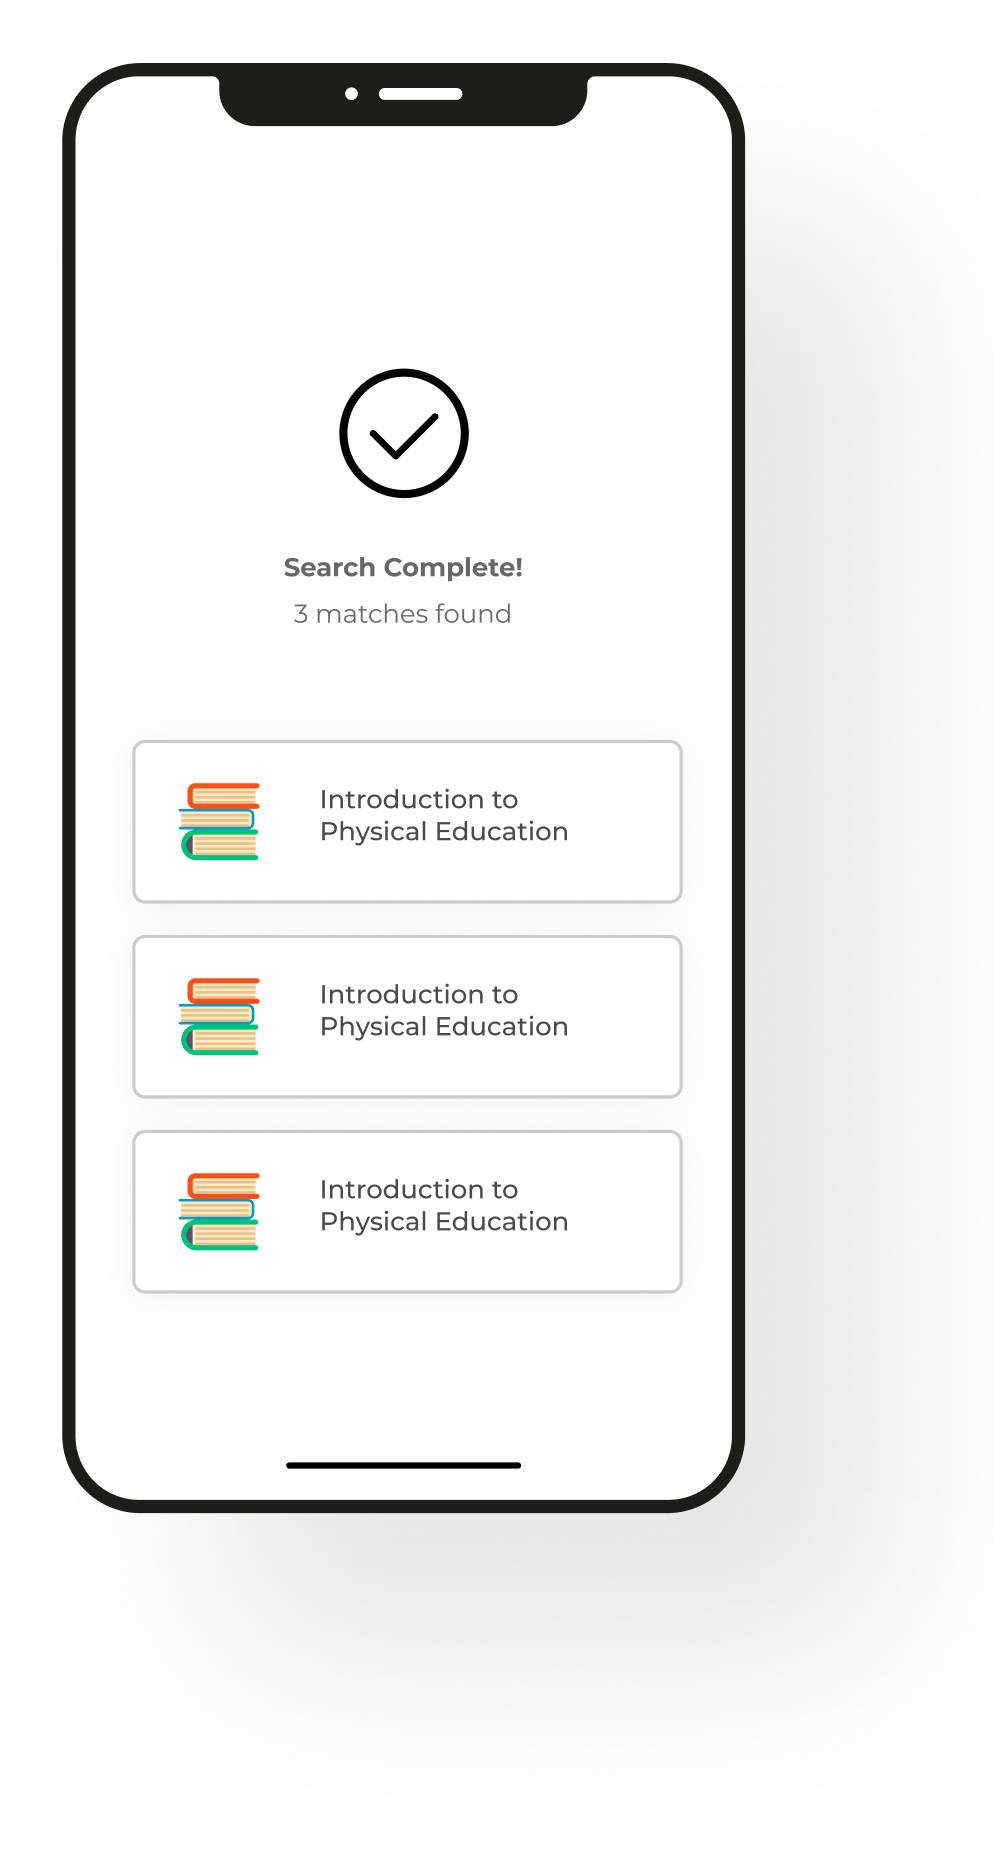 Search Complete!
3 matches found
Introduction to
Physical Education
Introduction to
Physical Education
Introduction to
Physical Education